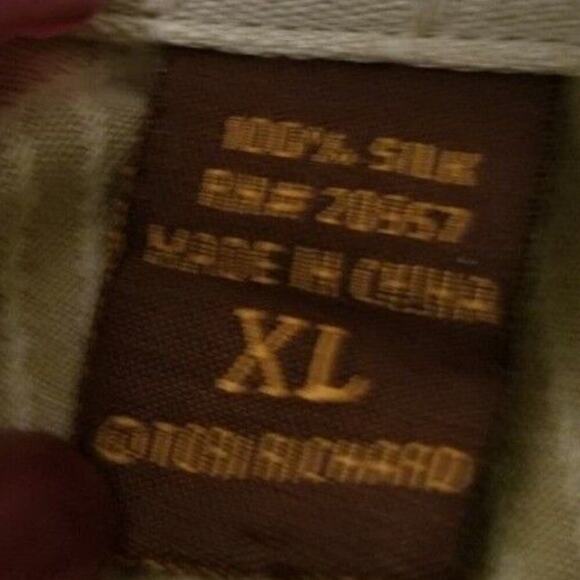 100% SILK
RN# 20957
MADE IN CHINA
XL
@TORI RICHARD